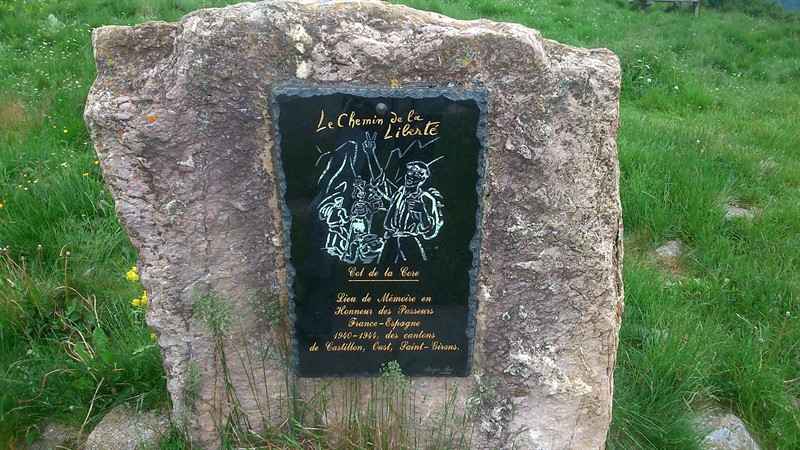 Le Chemin de la
Liberté
Col de la Core
Lieu de Mémoire en
Honneur des Passeurs
France-Espagne
1940-1944, des cantons
de Castillon, Oust, Saint-Girons.